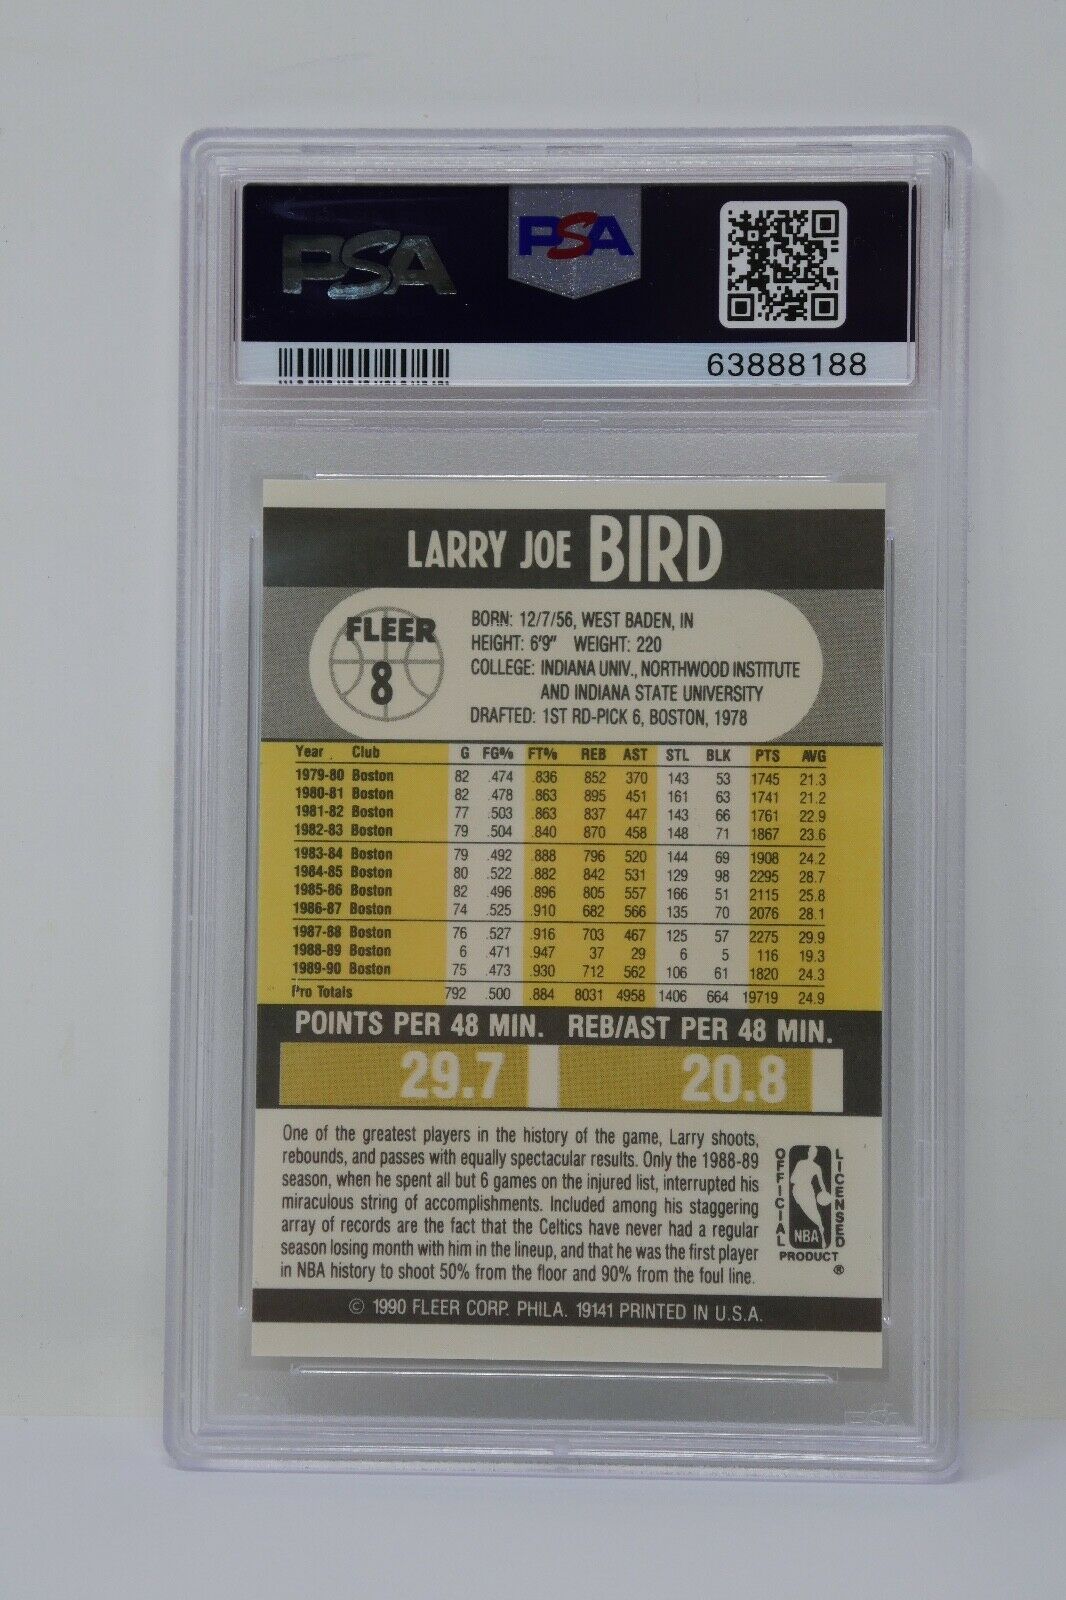 PSA PSA
63888188
LARRY JOE BIRD
FLEER
8
BORN: 12/7/56, WEST BADEN, IN
HEIGHT: 6'9" WEIGHT: 220
COLLEGE: INDIANA UNIV., NORTHWOOD INSTITUTE
AND INDIANA STATE UNIVERSITY
DRAFTED: 1ST RD-PICK 6, BOSTON, 1978
Year Club G FG% FT% REB AST STL BLK PTS AVG
1979-80 Boston 82 .474 .836 852 370 143 53 1745 21.3
1980-81 Boston 82 .478 .863 895 451 161 63 1741 21.2
1981-82 Boston 77 .503 .863 837 447 143 66 1761 22.9
1982-83 Boston 79 .504 .840 870 458 148 71 1867 23.6
1983-84 Boston 79 .492 .888 796 520 144 69 1908 24.2
1984-85 Boston 80 .522 .882 842 531 129 98 2295 28.7
1985-86 Boston 82 .496 .896 805 557 166 51 2115 25.8
1986-87 Boston 74 .525 .910 682 566 135 70 2076 28.1
1987-88 Boston 76 .527 .916 703 467 125 57 2275 29.9
1988-89 Boston 6 .471 .947 37 29 6 5 116 19.3
1989-90 Boston 75 .473 .930 712 562 106 61 1820 24.3
Pro Totals 792 .500 .884 8031 4958 1406 664 19719 24.9
POINTS PER 48 MIN. REB/AST PER 48 MIN.
29.7 20.8
One of the greatest players in the history of the game, Larry shoots,
rebounds, and passes with equally spectacular results. Only the 1988-89
season, when he spent all but 6 games on the injured list, interrupted his
miraculous string of accomplishments. Included among his staggering
array of records are the fact that the Celtics have never had a regular
season losing month with him in the lineup, and that he was the first player
in NBA history to shoot 50% from the floor and 90% from the foul line.
OFFICIAL LICENSED
NBA
PRODUCT
®
© 1990 FLEER CORP. PHILA. 19141 PRINTED IN U.S.A.